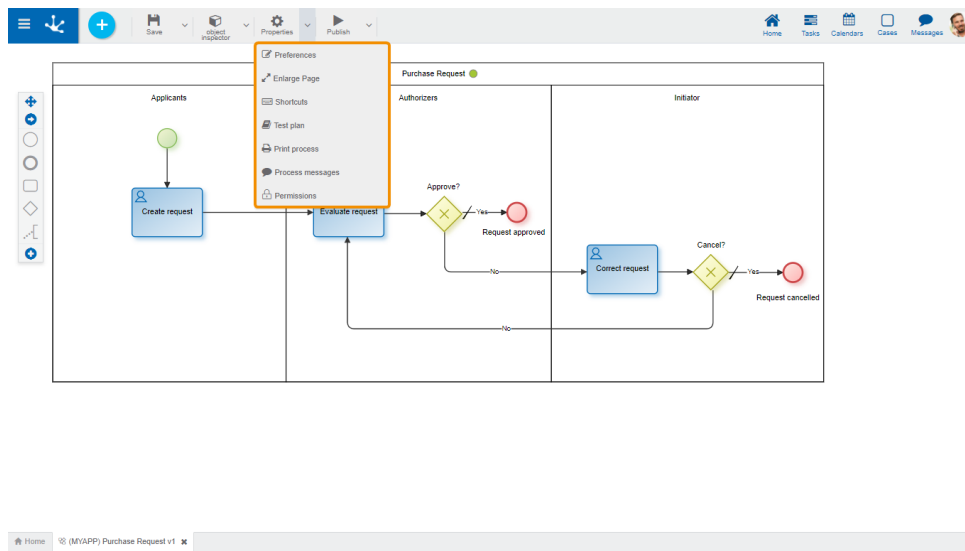 Save
object
inspector
Properties
Publish
Home
Tasks
Calendars
Cases
Messages
Preferences
Enlarge Page
Shortcuts
Test plan
Print process
Process messages
Permissions
Purchase Request
Applicants
Authorizers
Initiator
Create request
Evaluate request
Approve?
Yes
Request approved
No
Correct request
Cancel?
Yes
Request cancelled
No
Home
(MYAPP) Purchase Request v1